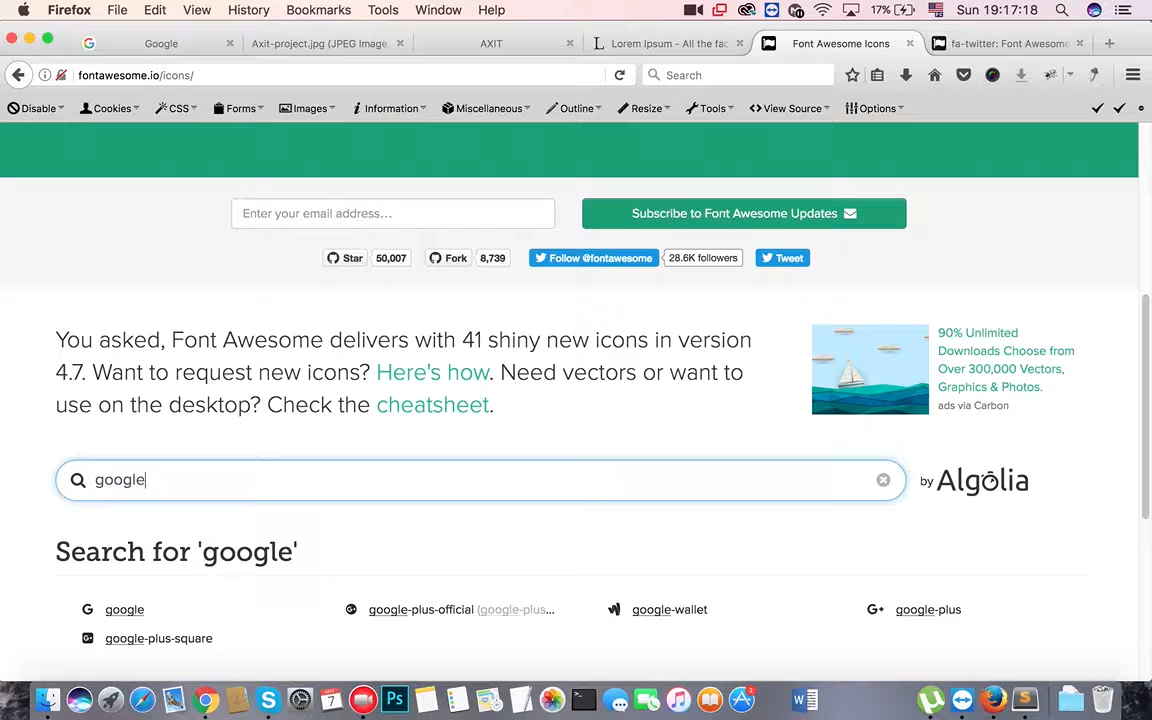 Firefox File Edit View History Bookmarks Tools Window Help 17% Sun 19:17:18
Google Axit-project.jpg (JPEG Image, AXIT Lorem Ipsum - All the fac Font Awesome Icons fa-twitter: Font Awesome
fontawesome.io/icons/ Search
Disable Cookies CSS Forms Images Information Miscellaneous Outline Resize Tools View Source Options
Enter your email address... Subscribe to Font Awesome Updates
Star 50,007 Fork 8,739 Follow @fontawesome 28.6K followers Tweet
You asked, Font Awesome delivers with 41 shiny new icons in version
4.7. Want to request new icons? Here's how. Need vectors or want to
use on the desktop? Check the cheatsheet.
90% Unlimited
Downloads Choose from
Over 300,000 Vectors,
Graphics & Photos.
ads via Carbon
google by Algolia
Search for 'google'
google google-plus-official (google-plus... google-wallet google-plus
google-plus-square